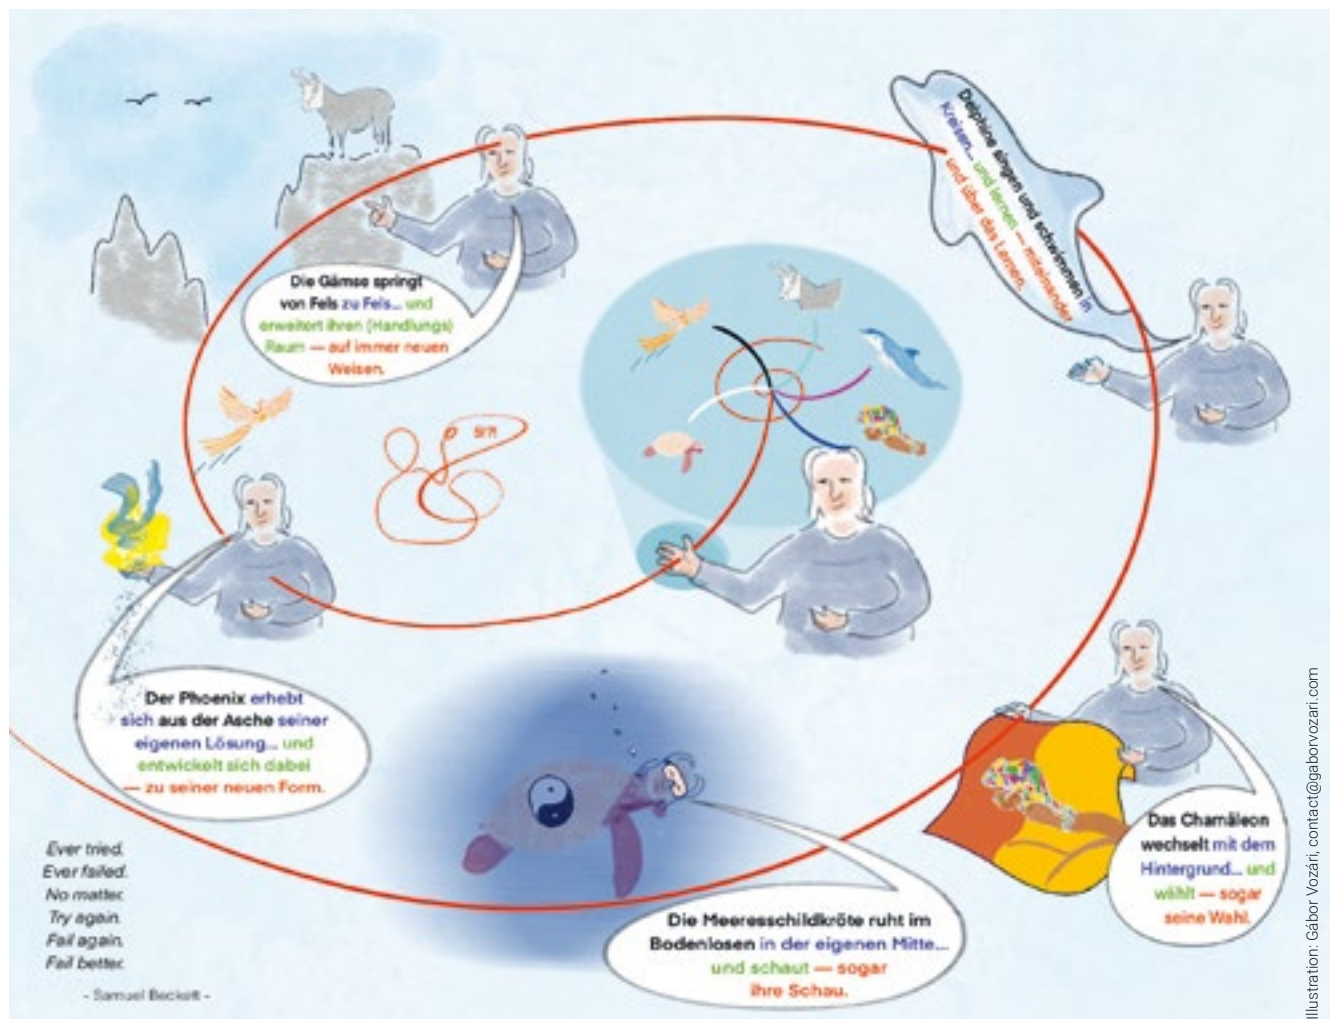 Die Gämse springt
von Fels zu Fels... und
erweitert ihren (Handlungs)
Raum — auf immer neuen
Weisen.
Delphine singen und schwimmen in
Kreisen... und lernen — miteinander
und über das Lernen.
Der Phoenix erhebt
sich aus der Asche seiner
eigenen Lösung... und
entwickelt sich dabei
— zu seiner neuen Form.
Das Chamäleon
wechselt mit dem
Hintergrund... und
wählt — sogar
seine Wahl.
Die Meeresschildkröte ruht im
Bodenlosen in der eigenen Mitte...
und schaut — sogar
ihre Schau.
Ever tried.
Ever failed.
No matter.
Try again.
Fail again.
Fail better.
- Samuel Beckett -
Illustration: Gábor Vozári, contact@gaborvozari.com